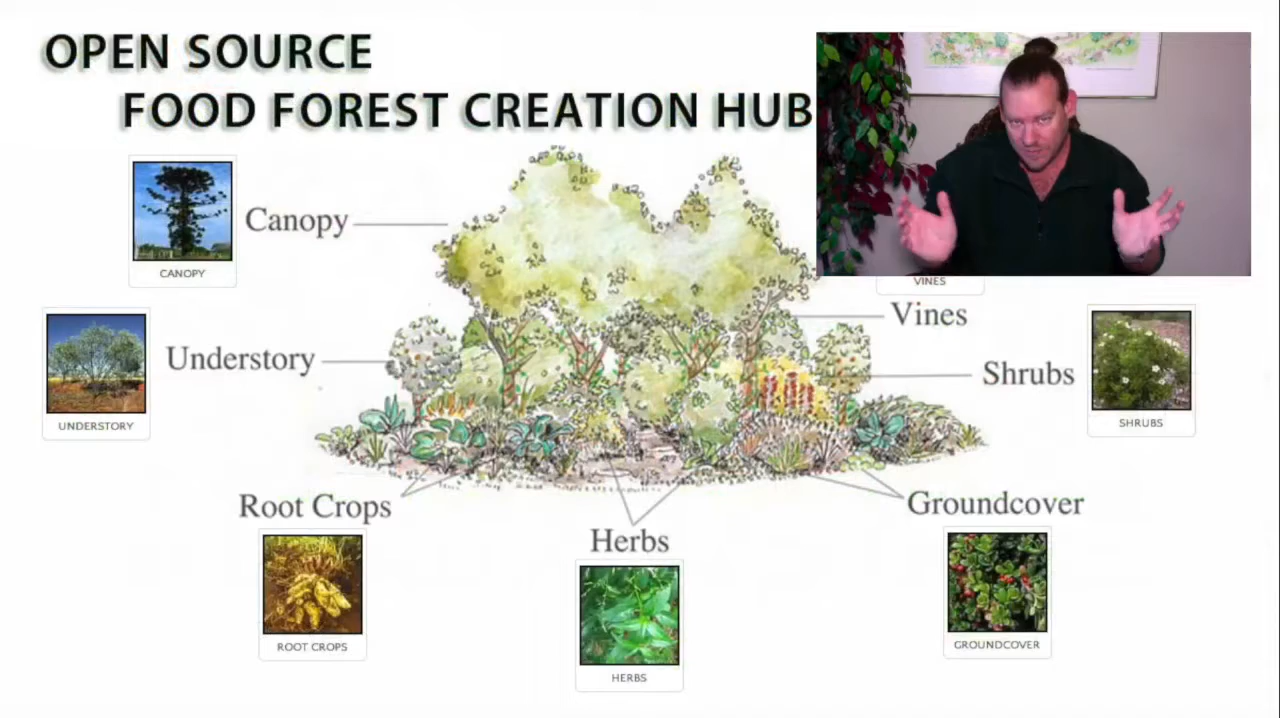 OPEN SOURCE
FOOD FOREST CREATION HUB
Canopy
CANOPY
VINES
Vines
Understory
UNDERSTORY
Shrubs
SHRUBS
Root Crops
ROOT CROPS
Herbs
HERBS
Groundcover
GROUNDCOVER